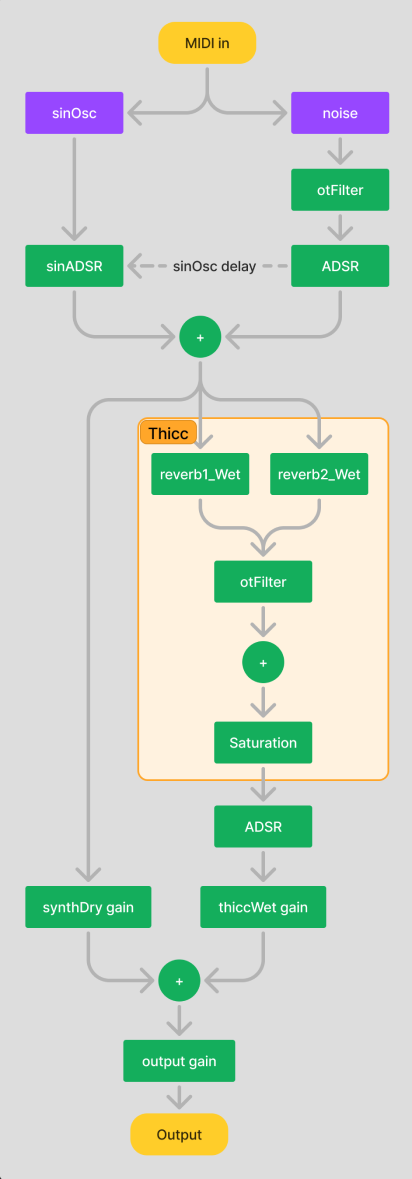 MIDI in
sinOsc
noise
otFilter
sinADSR
sinOsc delay
ADSR
+
Thicc
reverb1_Wet
reverb2_Wet
otFilter
+
Saturation
ADSR
synthDry gain
thiccWet gain
+
output gain
Output